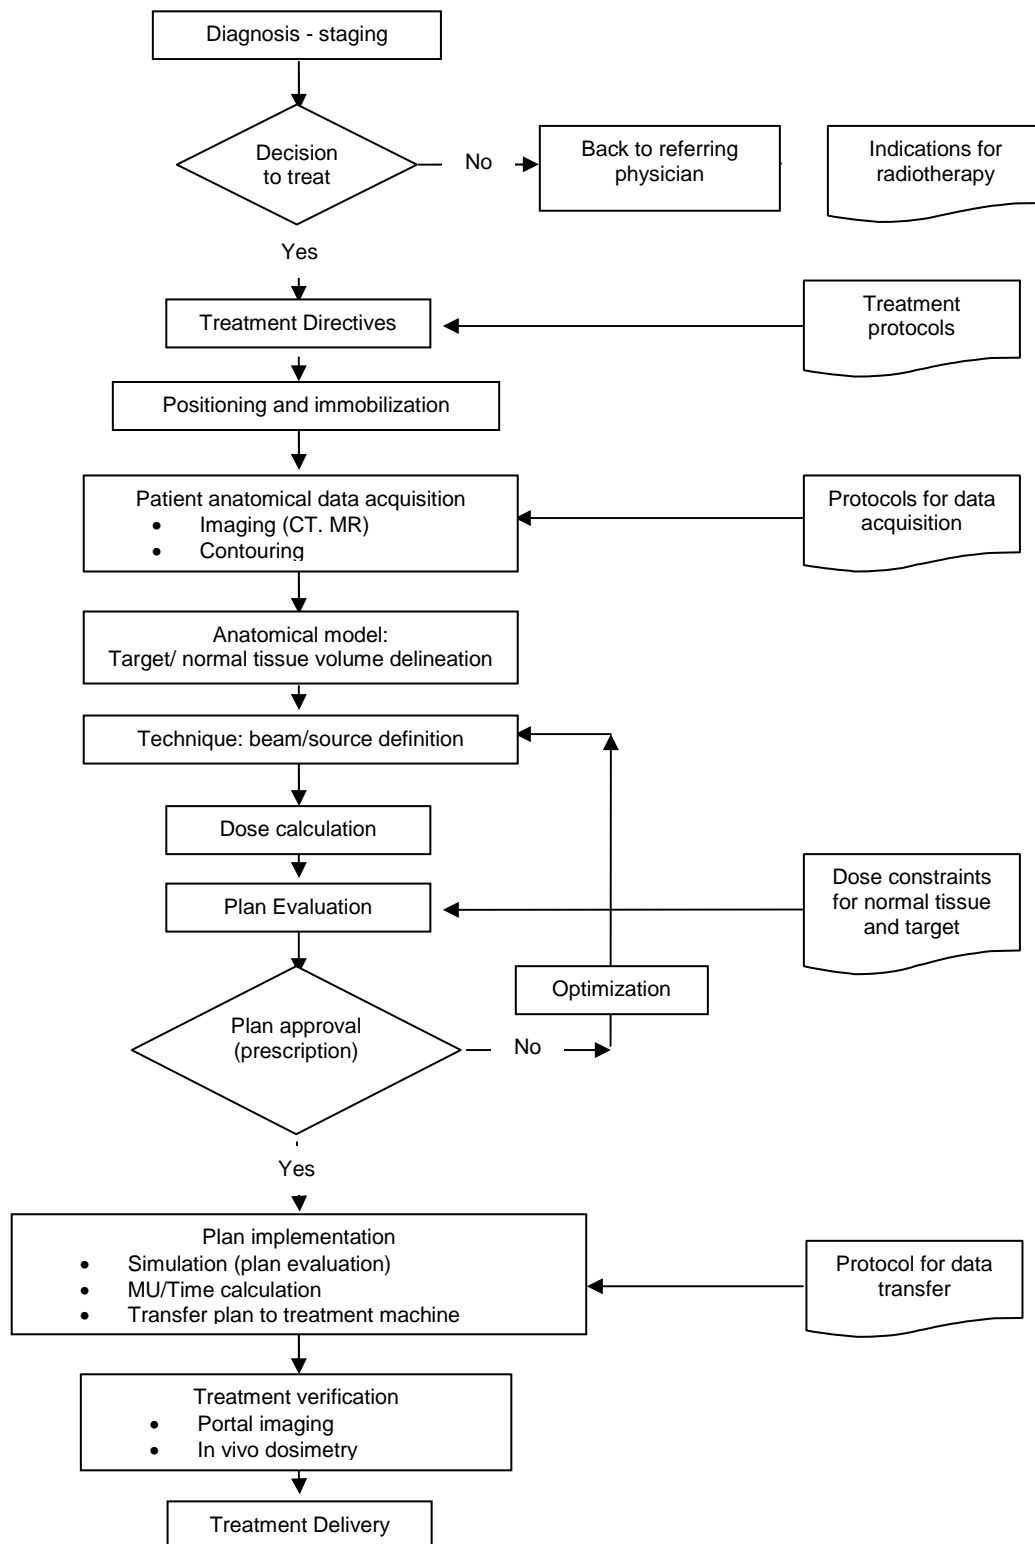 Diagnosis - staging
Decision
to treat
No
Back to referring
physician
Indications for
radiotherapy
Yes
Treatment Directives
Treatment
protocols
Positioning and immobilization
Patient anatomical data acquisition
• Imaging (CT. MR)
• Contouring
Protocols for data
acquisition
Anatomical model:
Target/ normal tissue volume delineation
Technique: beam/source definition
Dose calculation
Plan Evaluation
Dose constraints
for normal tissue
and target
Optimization
Plan approval
(prescription)
No
Yes
Plan implementation
• Simulation (plan evaluation)
• MU/Time calculation
• Transfer plan to treatment machine
Protocol for data
transfer
Treatment verification
• Portal imaging
• In vivo dosimetry
Treatment Delivery